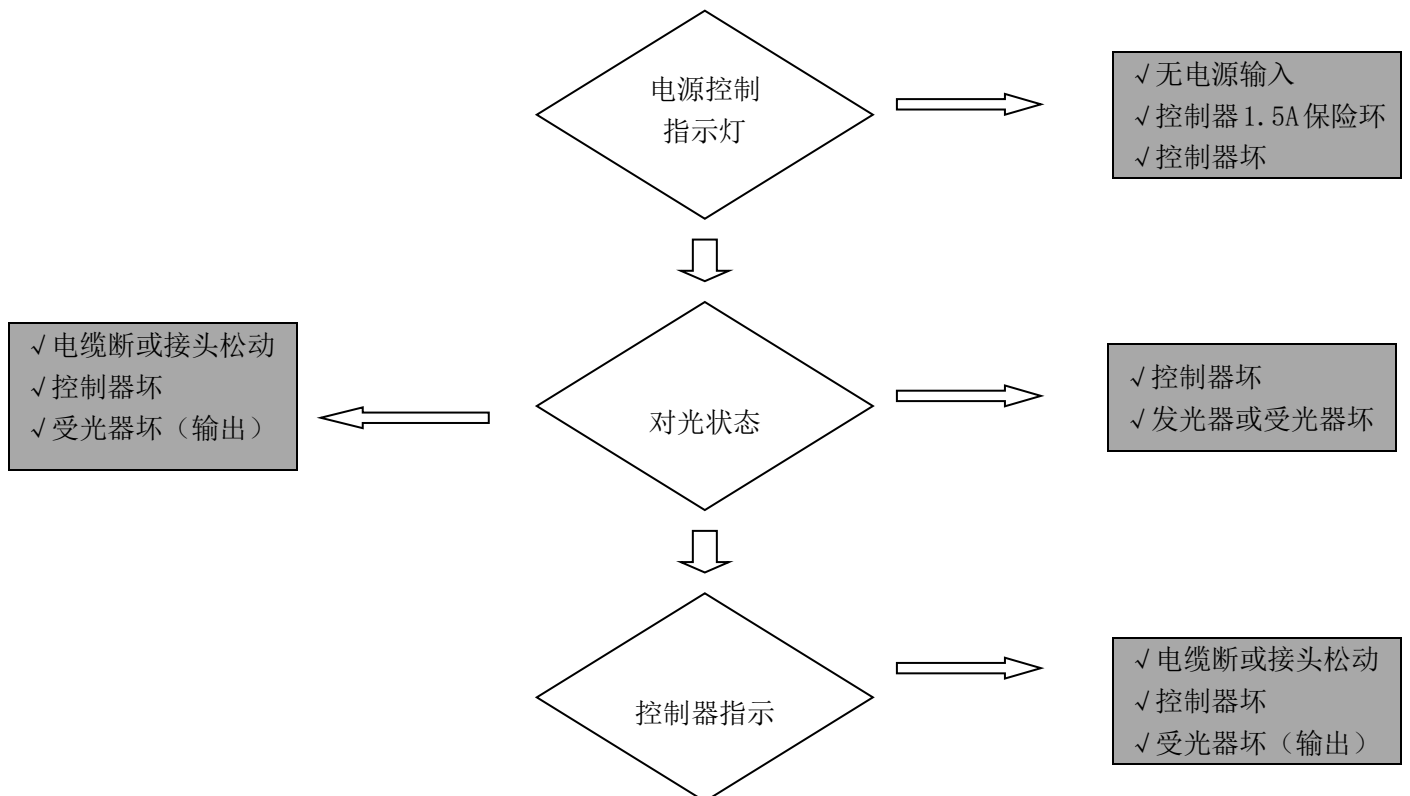 电源控制
指示灯
√无电源输入
√控制器1.5A保险环
√控制器坏
√电缆断或接头松动
√控制器坏
√受光器坏（输出）
对光状态
√控制器坏
√发光器或受光器坏
控制器指示
√电缆断或接头松动
√控制器坏
√受光器坏（输出）